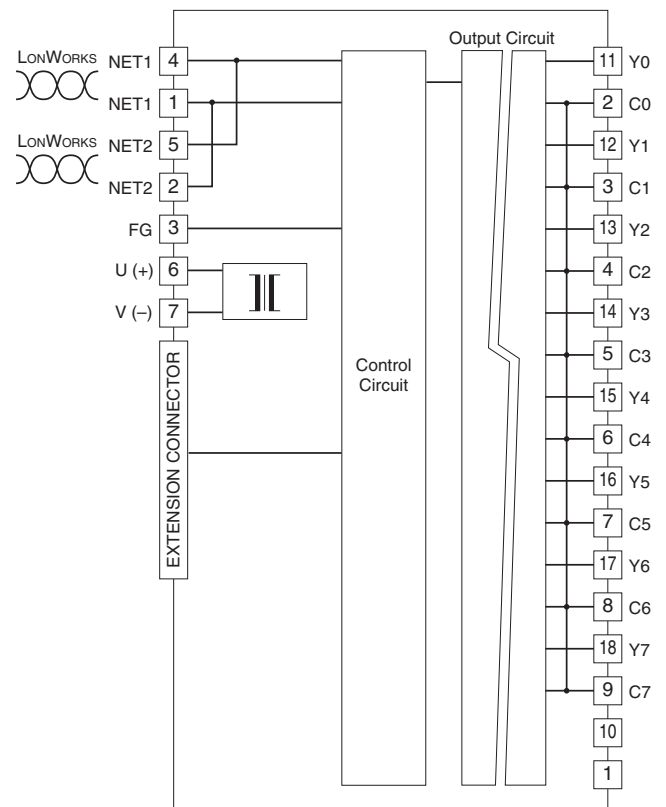 Output Circuit
LONWORKS NET1 4
NET1 1
LONWORKS NET2 5
NET2 2
FG 3
U (+) 6
V (–) 7
EXTENSION CONNECTOR
Control
Circuit
11 Y0
2 C0
12 Y1
3 C1
13 Y2
4 C2
14 Y3
5 C3
15 Y4
6 C4
16 Y5
7 C5
17 Y6
8 C6
18 Y7
9 C7
10
1